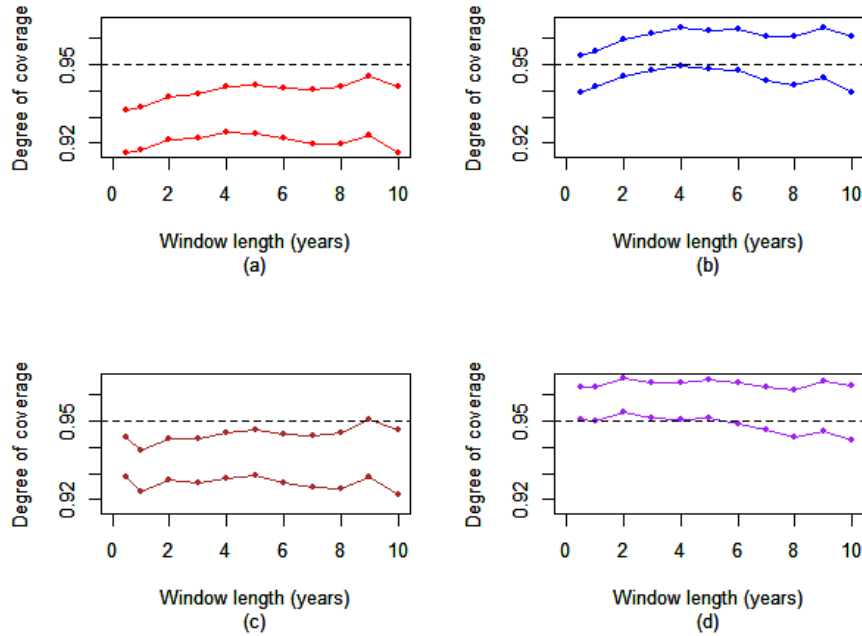 Degree of coverage
0.95
0.92
0 2 4 6 8 10
Window length (years)
(a)
Degree of coverage
0.95
0.92
0 2 4 6 8 10
Window length (years)
(b)
Degree of coverage
0.95
0.92
0 2 4 6 8 10
Window length (years)
(c)
Degree of coverage
0.95
0.92
0 2 4 6 8 10
Window length (years)
(d)